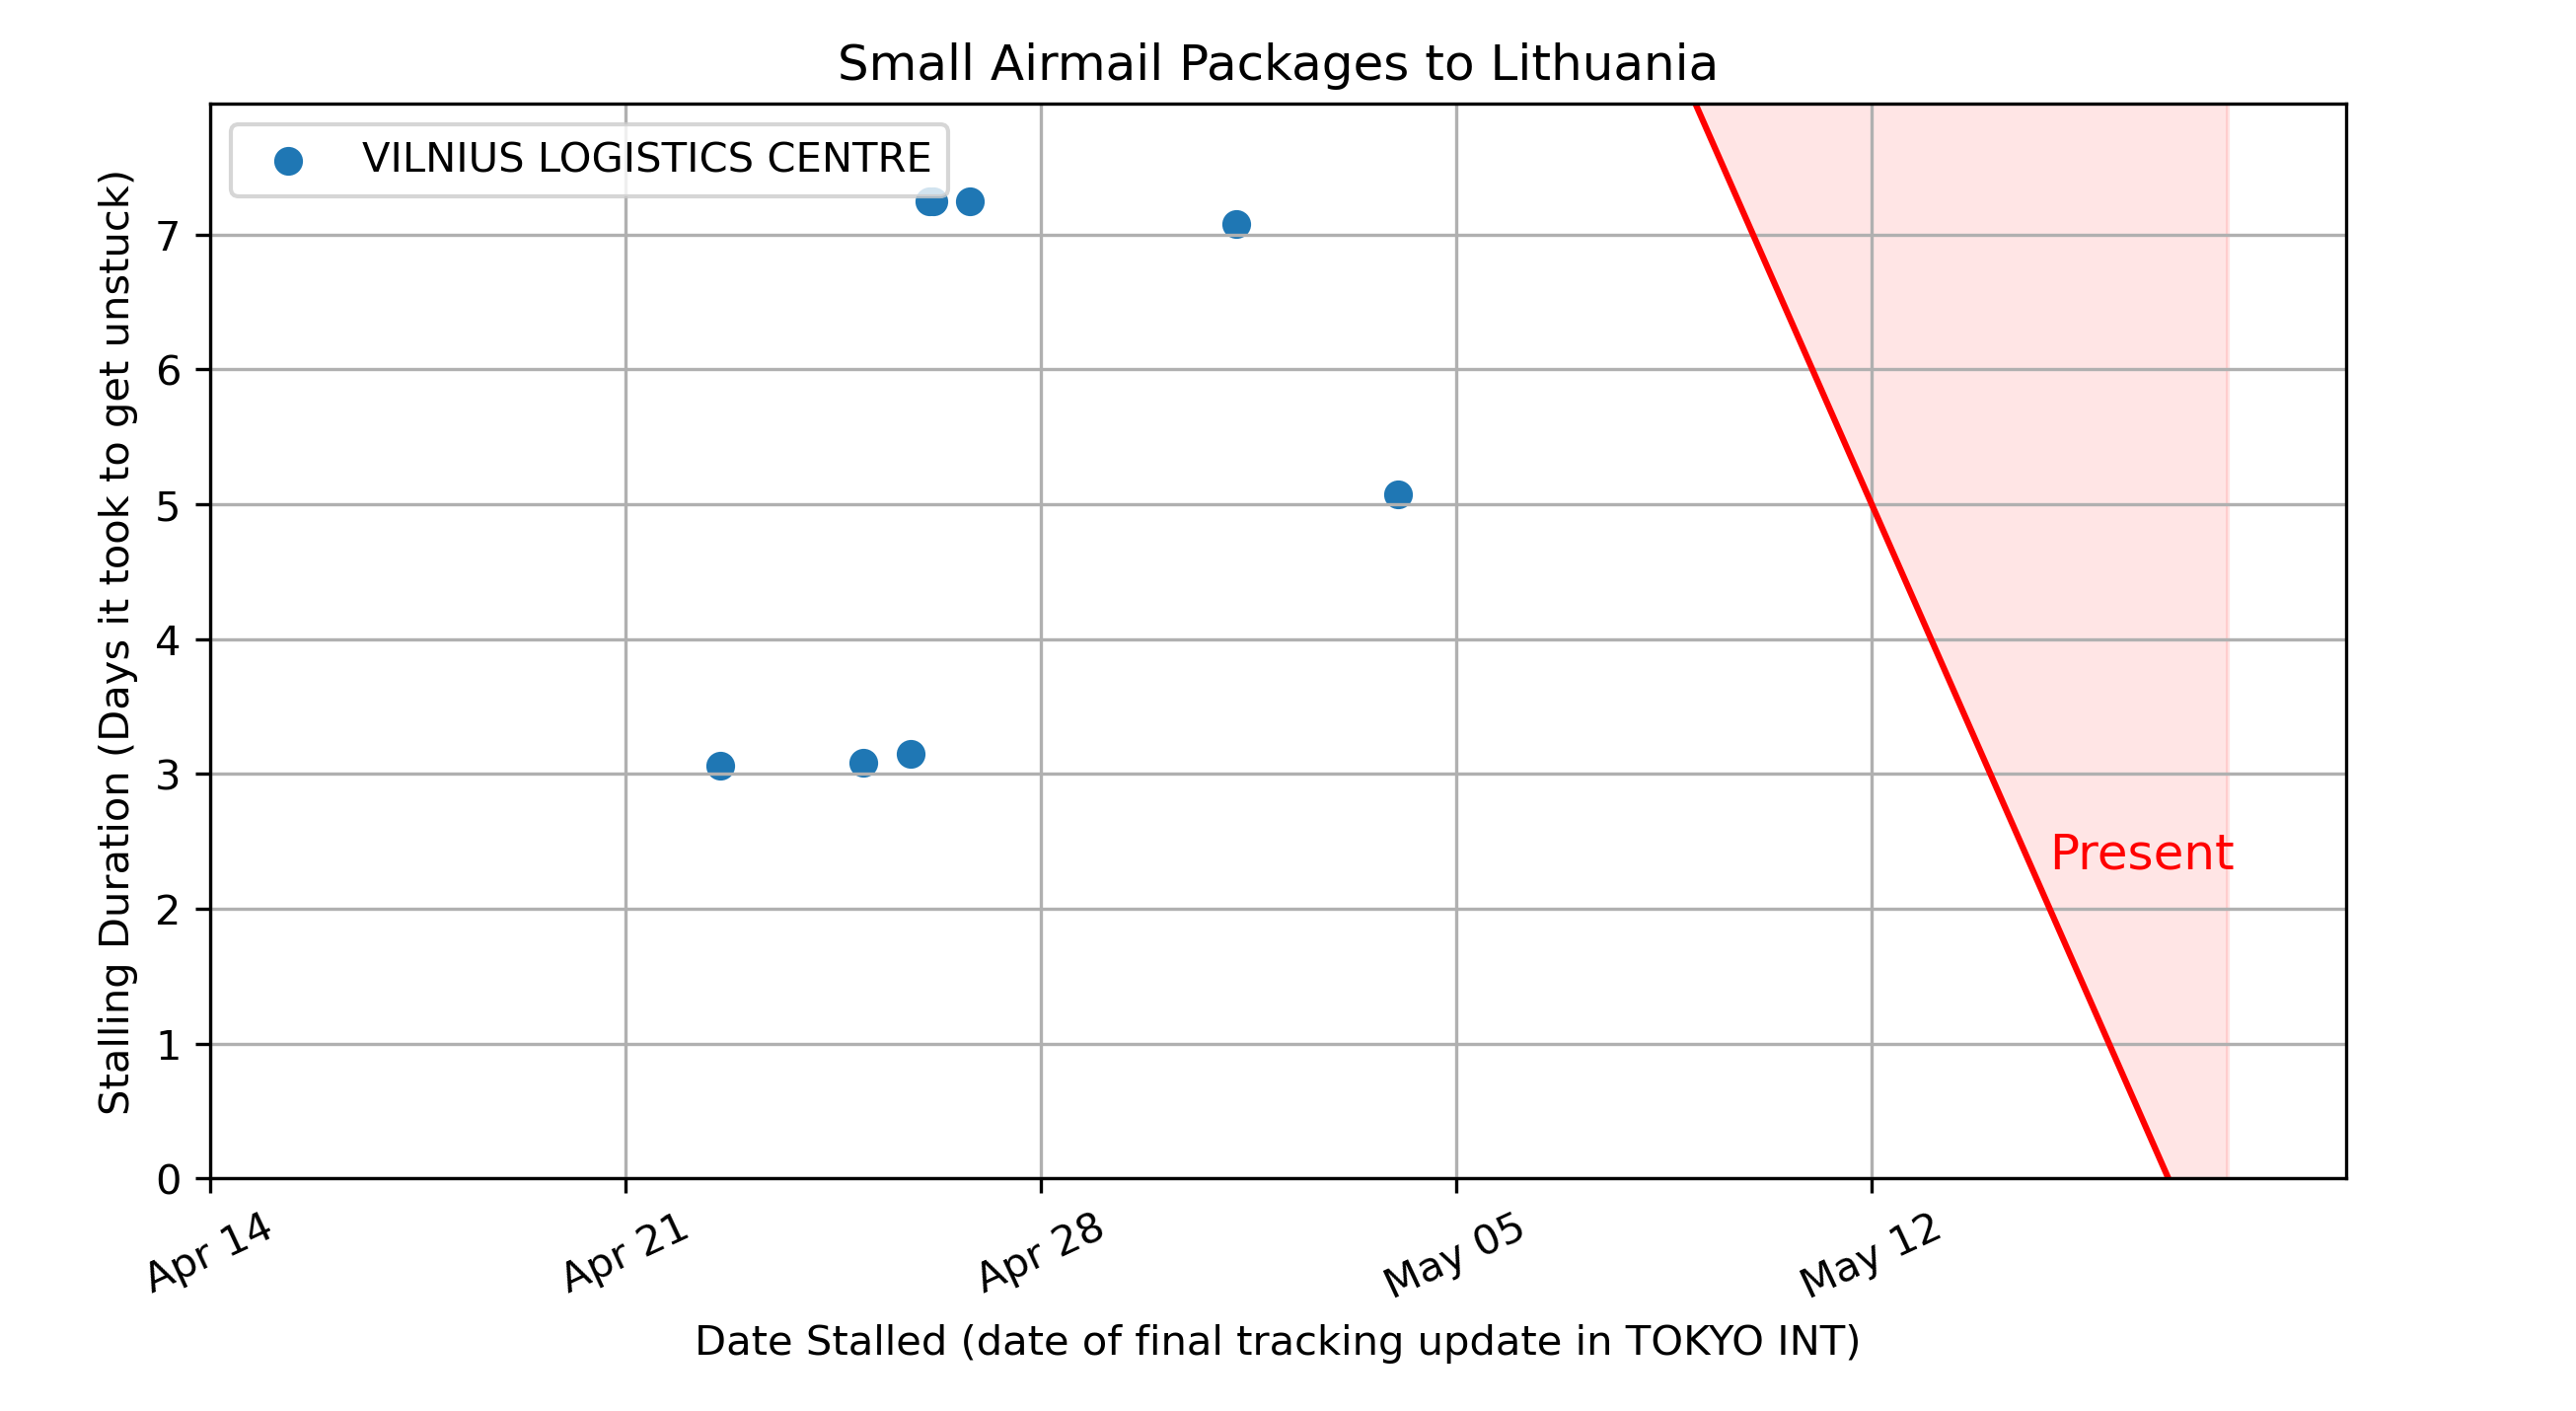 Small Airmail Packages to Lithuania
VILNIUS LOGISTICS CENTRE
Stalling Duration (Days it took to get unstuck)
7
6
5
4
3
2
1
0
Present
Apr 14
Apr 21
Apr 28
May 05
May 12
Date Stalled (date of final tracking update in TOKYO INT)